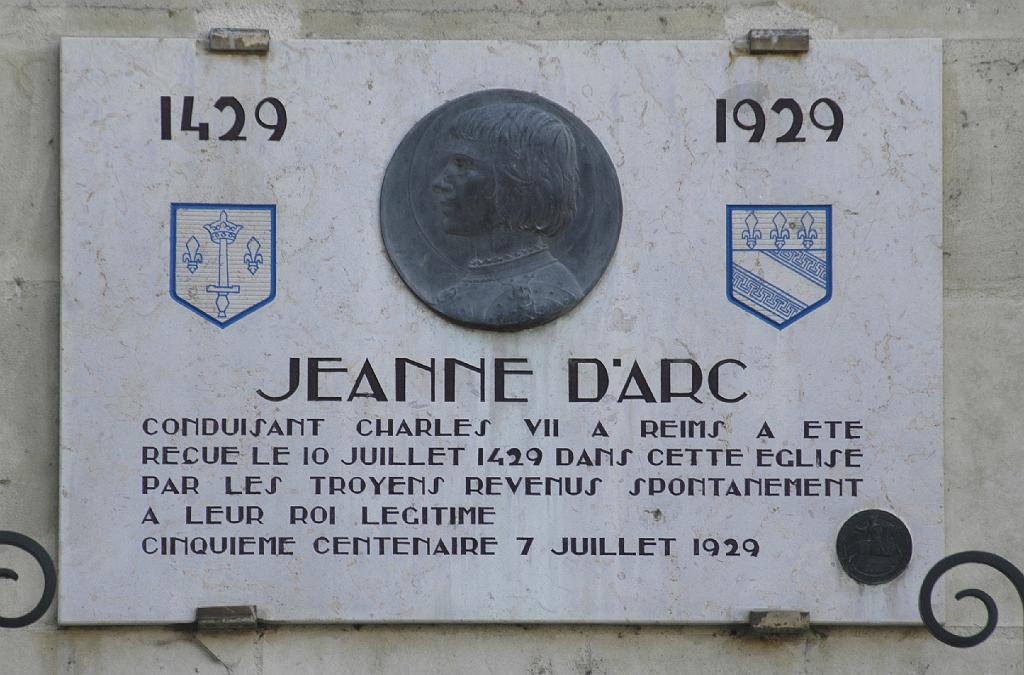 1429 1929
JEANNE D'ARC
CONDUISANT CHARLES VII A REIMS A ETE
REÇUE LE 10 JUILLET 1429 DANS CETTE EGLISE
PAR LES TROYENS REVENUS SPONTANEMENT
A LEUR ROI LEGITIME
CINQUIEME CENTENAIRE 7 JUILLET 1929